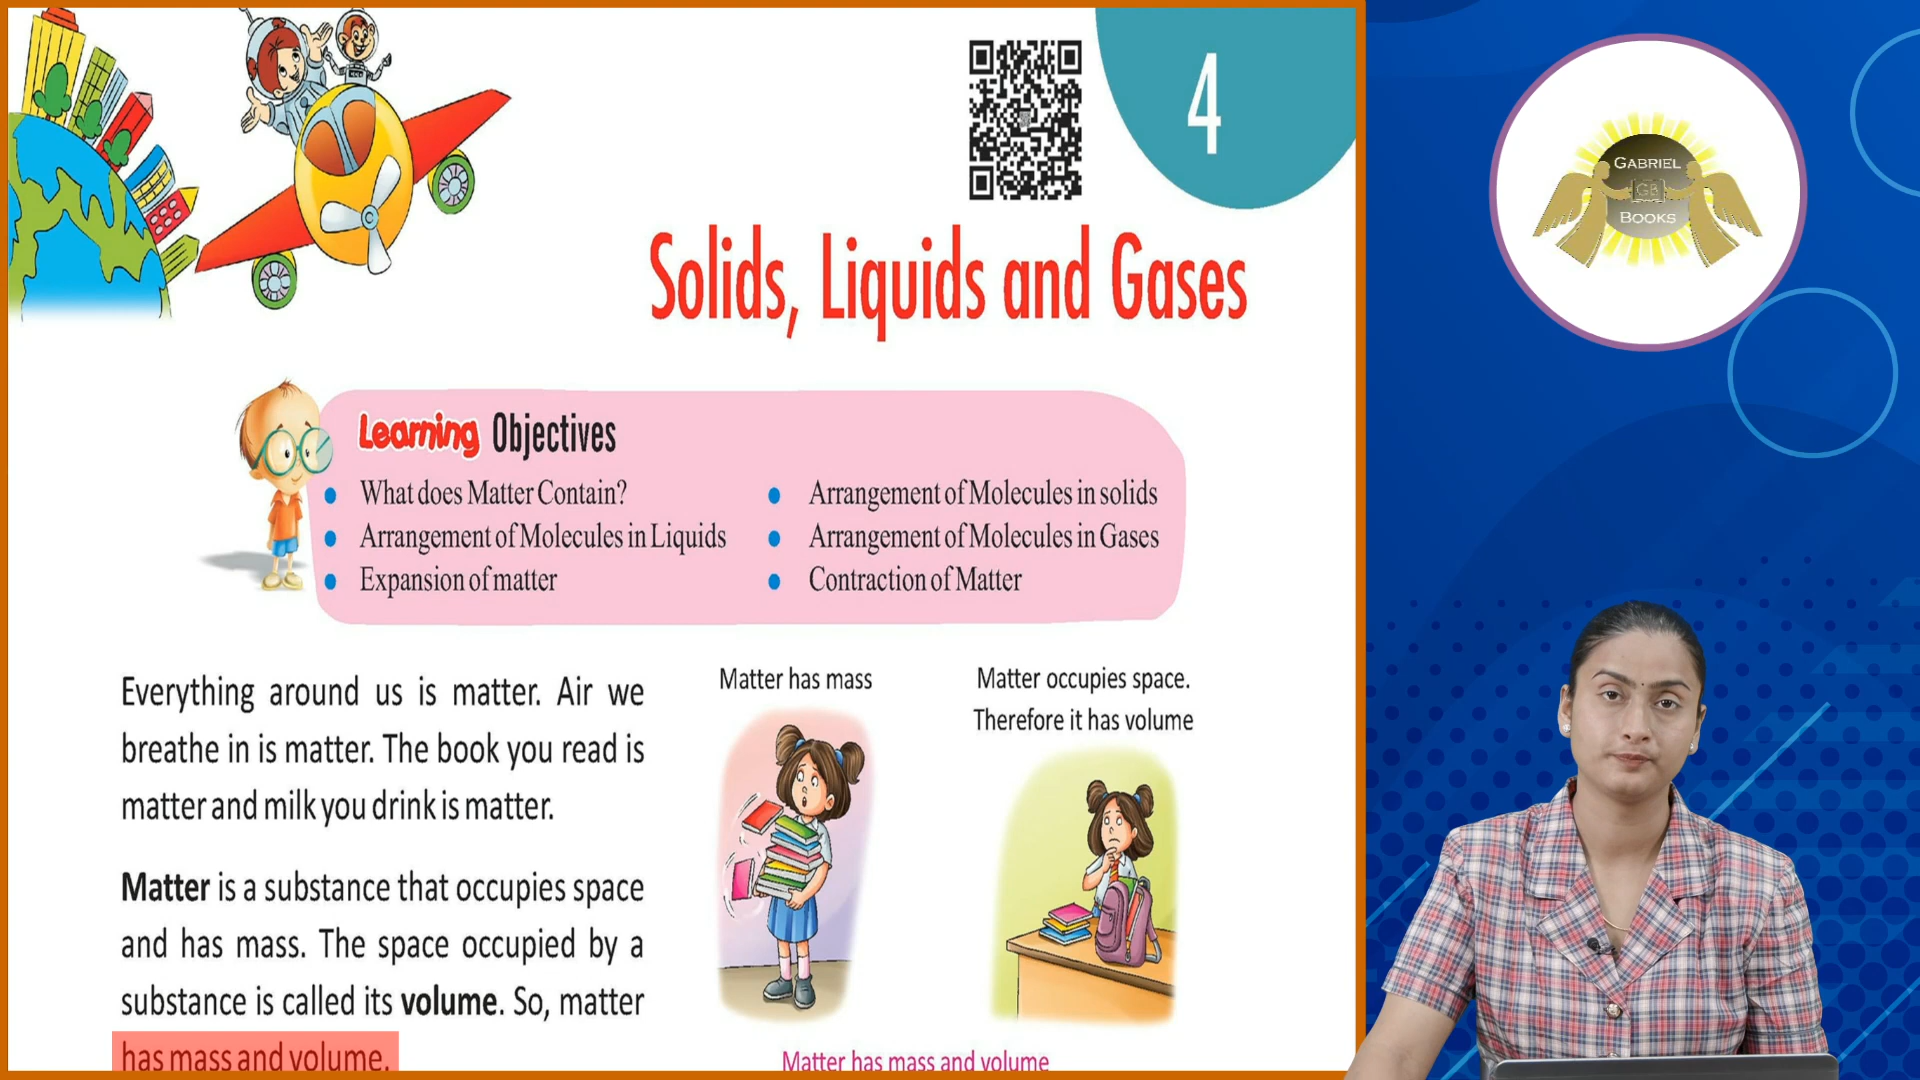 4
Solids, Liquids and Gases
Learning Objectives
What does Matter Contain?
Arrangement of Molecules in Liquids
Expansion of matter
Arrangement of Molecules in solids
Arrangement of Molecules in Gases
Contraction of Matter
Everything around us is matter. Air we
breathe in is matter. The book you read is
matter and milk you drink is matter.
Matter is a substance that occupies space
and has mass. The space occupied by a
substance is called its volume. So, matter
has mass and volume.
Matter has mass
Matter occupies space.
Therefore it has volume
Matter has mass and volume
GABRIEL
GB
BOOKS